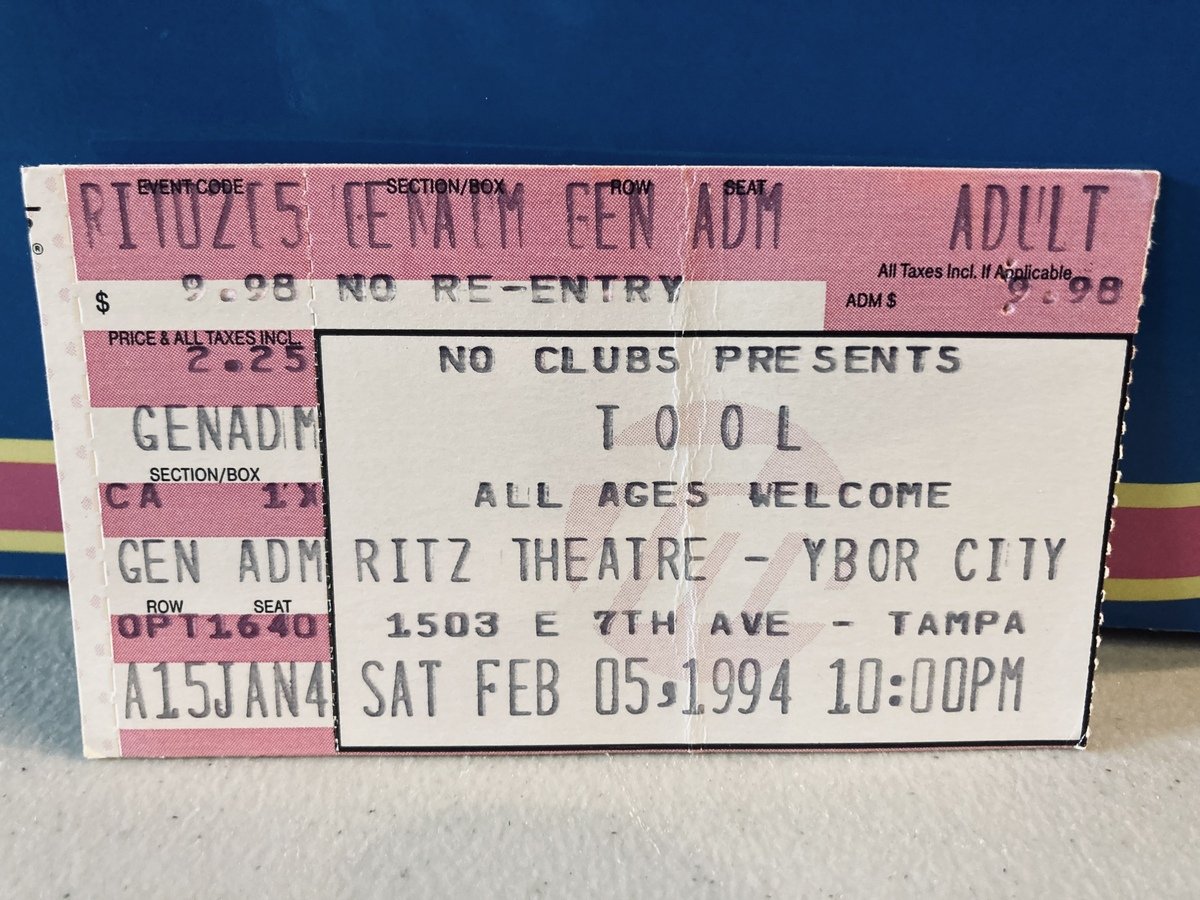 EVENT CODE SECTION/BOX ROW SEAT
RIT0205 GENADM GEN ADM ADULT
All Taxes Incl. If Applicable
$ 9.98 NO RE-ENTRY ADM $ 9.98
PRICE & ALL TAXES INCL.
2.25
NO CLUBS PRESENTS
GENADM
T O O L
SECTION/BOX
CA 1X
ALL AGES WELCOME
GEN ADM
RITZ THEATRE - YBOR CITY
ROW SEAT
OPT1640
1503 E 7TH AVE - TAMPA
A15JAN4
SAT FEB 05,1994 10:00PM